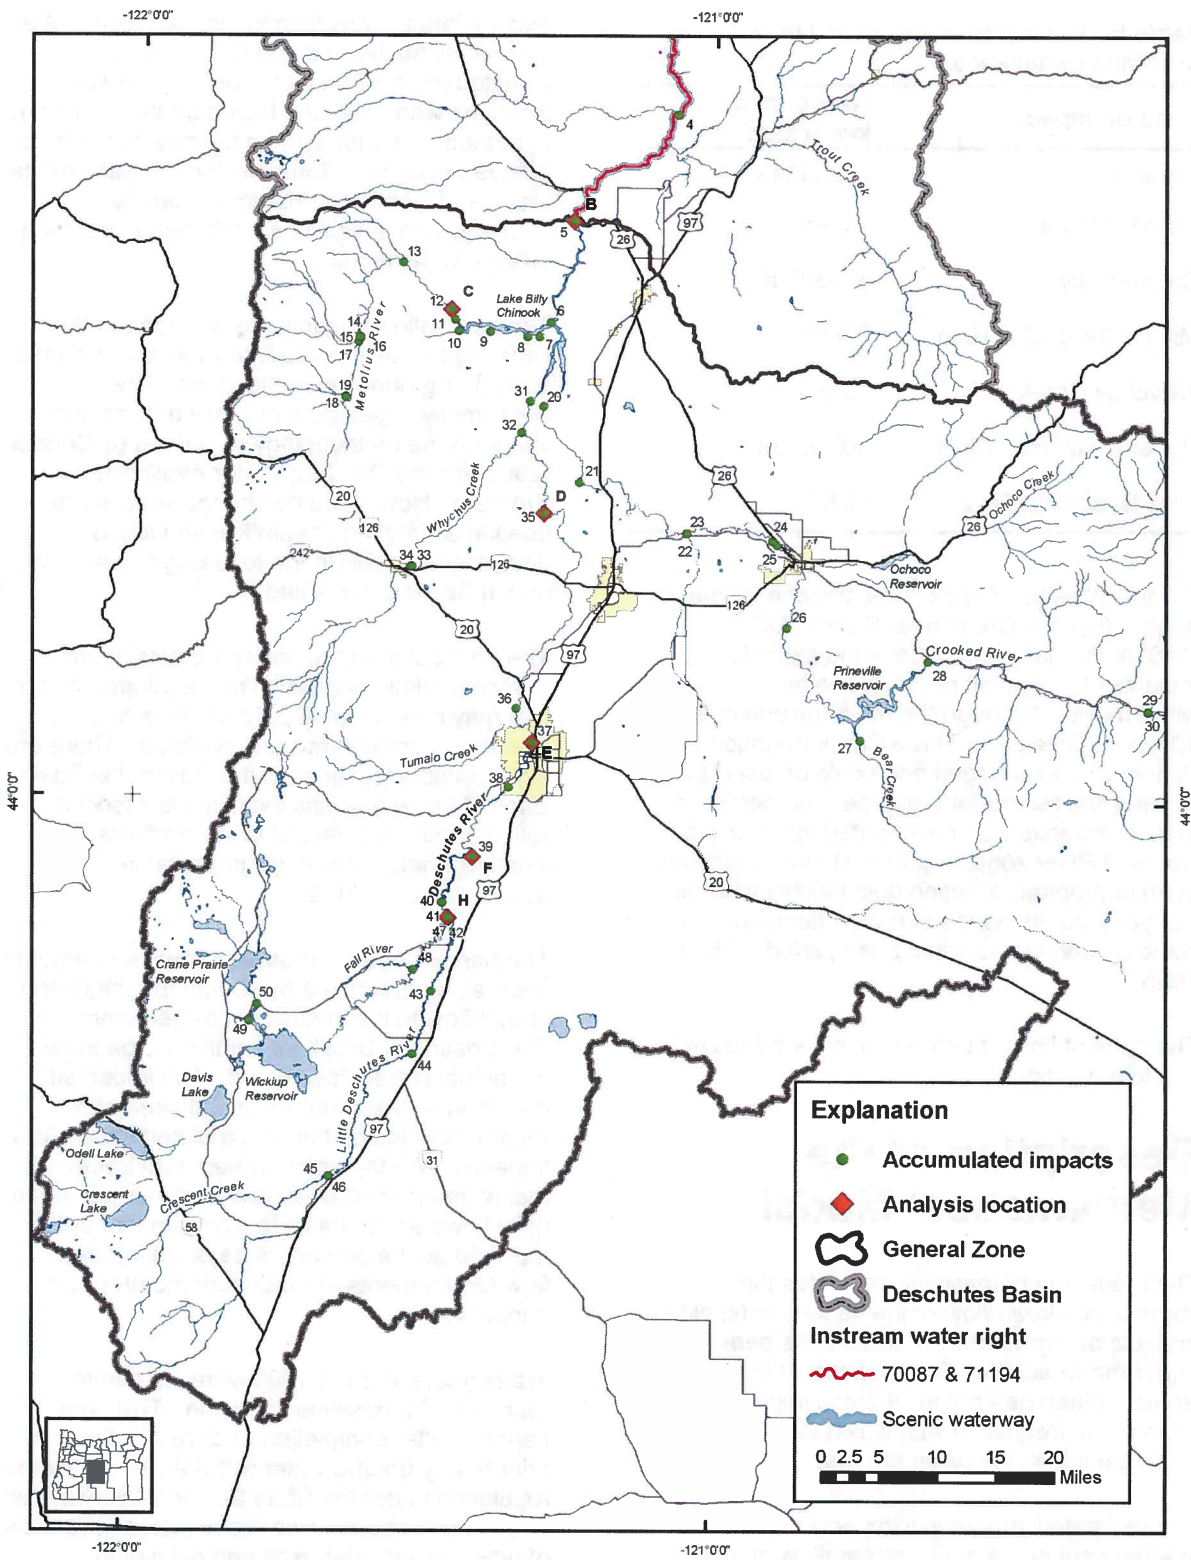 -122°0'0"
-121°0'0"
4
Trout Creek
B
5
97
26
13
12
C
Lake Billy
Chinook
11
10
9
8
7
6
14
15
16
17
Metolius River
19
18
31
20
32
21
20
26
Whychus Creek
D
35
Ochoco Creek
26
126
23
22
24
25
242
34
33
126
Ochoco
Reservoir
126
26
20
97
Crooked River
28
Prineville
Reservoir
29
30
36
37
E
27
Bear Creek
Tumalo Creek
38
44°0'0"
44°0'0"
Deschutes River
39
F
97
20
40
H
41
47
42
Fall River
48
Crane Prairie
Reservoir
50
49
43
44
Davis
Lake
Wickiup
Reservoir
Little Deschutes River
97
31
Odell Lake
45
46
Crescent
Lake
Crescent Creek
58
Explanation
Accumulated impacts
Analysis location
General Zone
Deschutes Basin
Instream water right
70087 & 71194
Scenic waterway
0 2.5 5 10 15 20
Miles
-122°0'0"
-121°0'0"